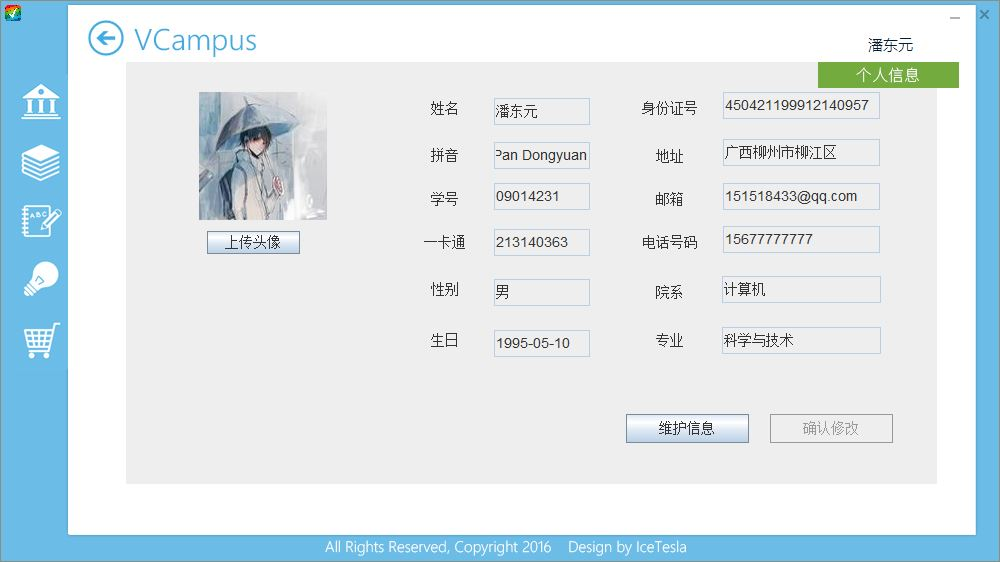 VCampus
潘东元
个人信息
姓名 潘东元 身份证号 450421199912140957
拼音 Pan Dongyuan 地址 广西柳州市柳江区
学号 09014231 邮箱 151518433@qq.com
上传头像 一卡通 213140363 电话号码 15677777777
性别 男 院系 计算机
生日 1995-05-10 专业 科学与技术
维护信息 确认修改
ABC
All Rights Reserved, Copyright 2016 Design by IceTesla